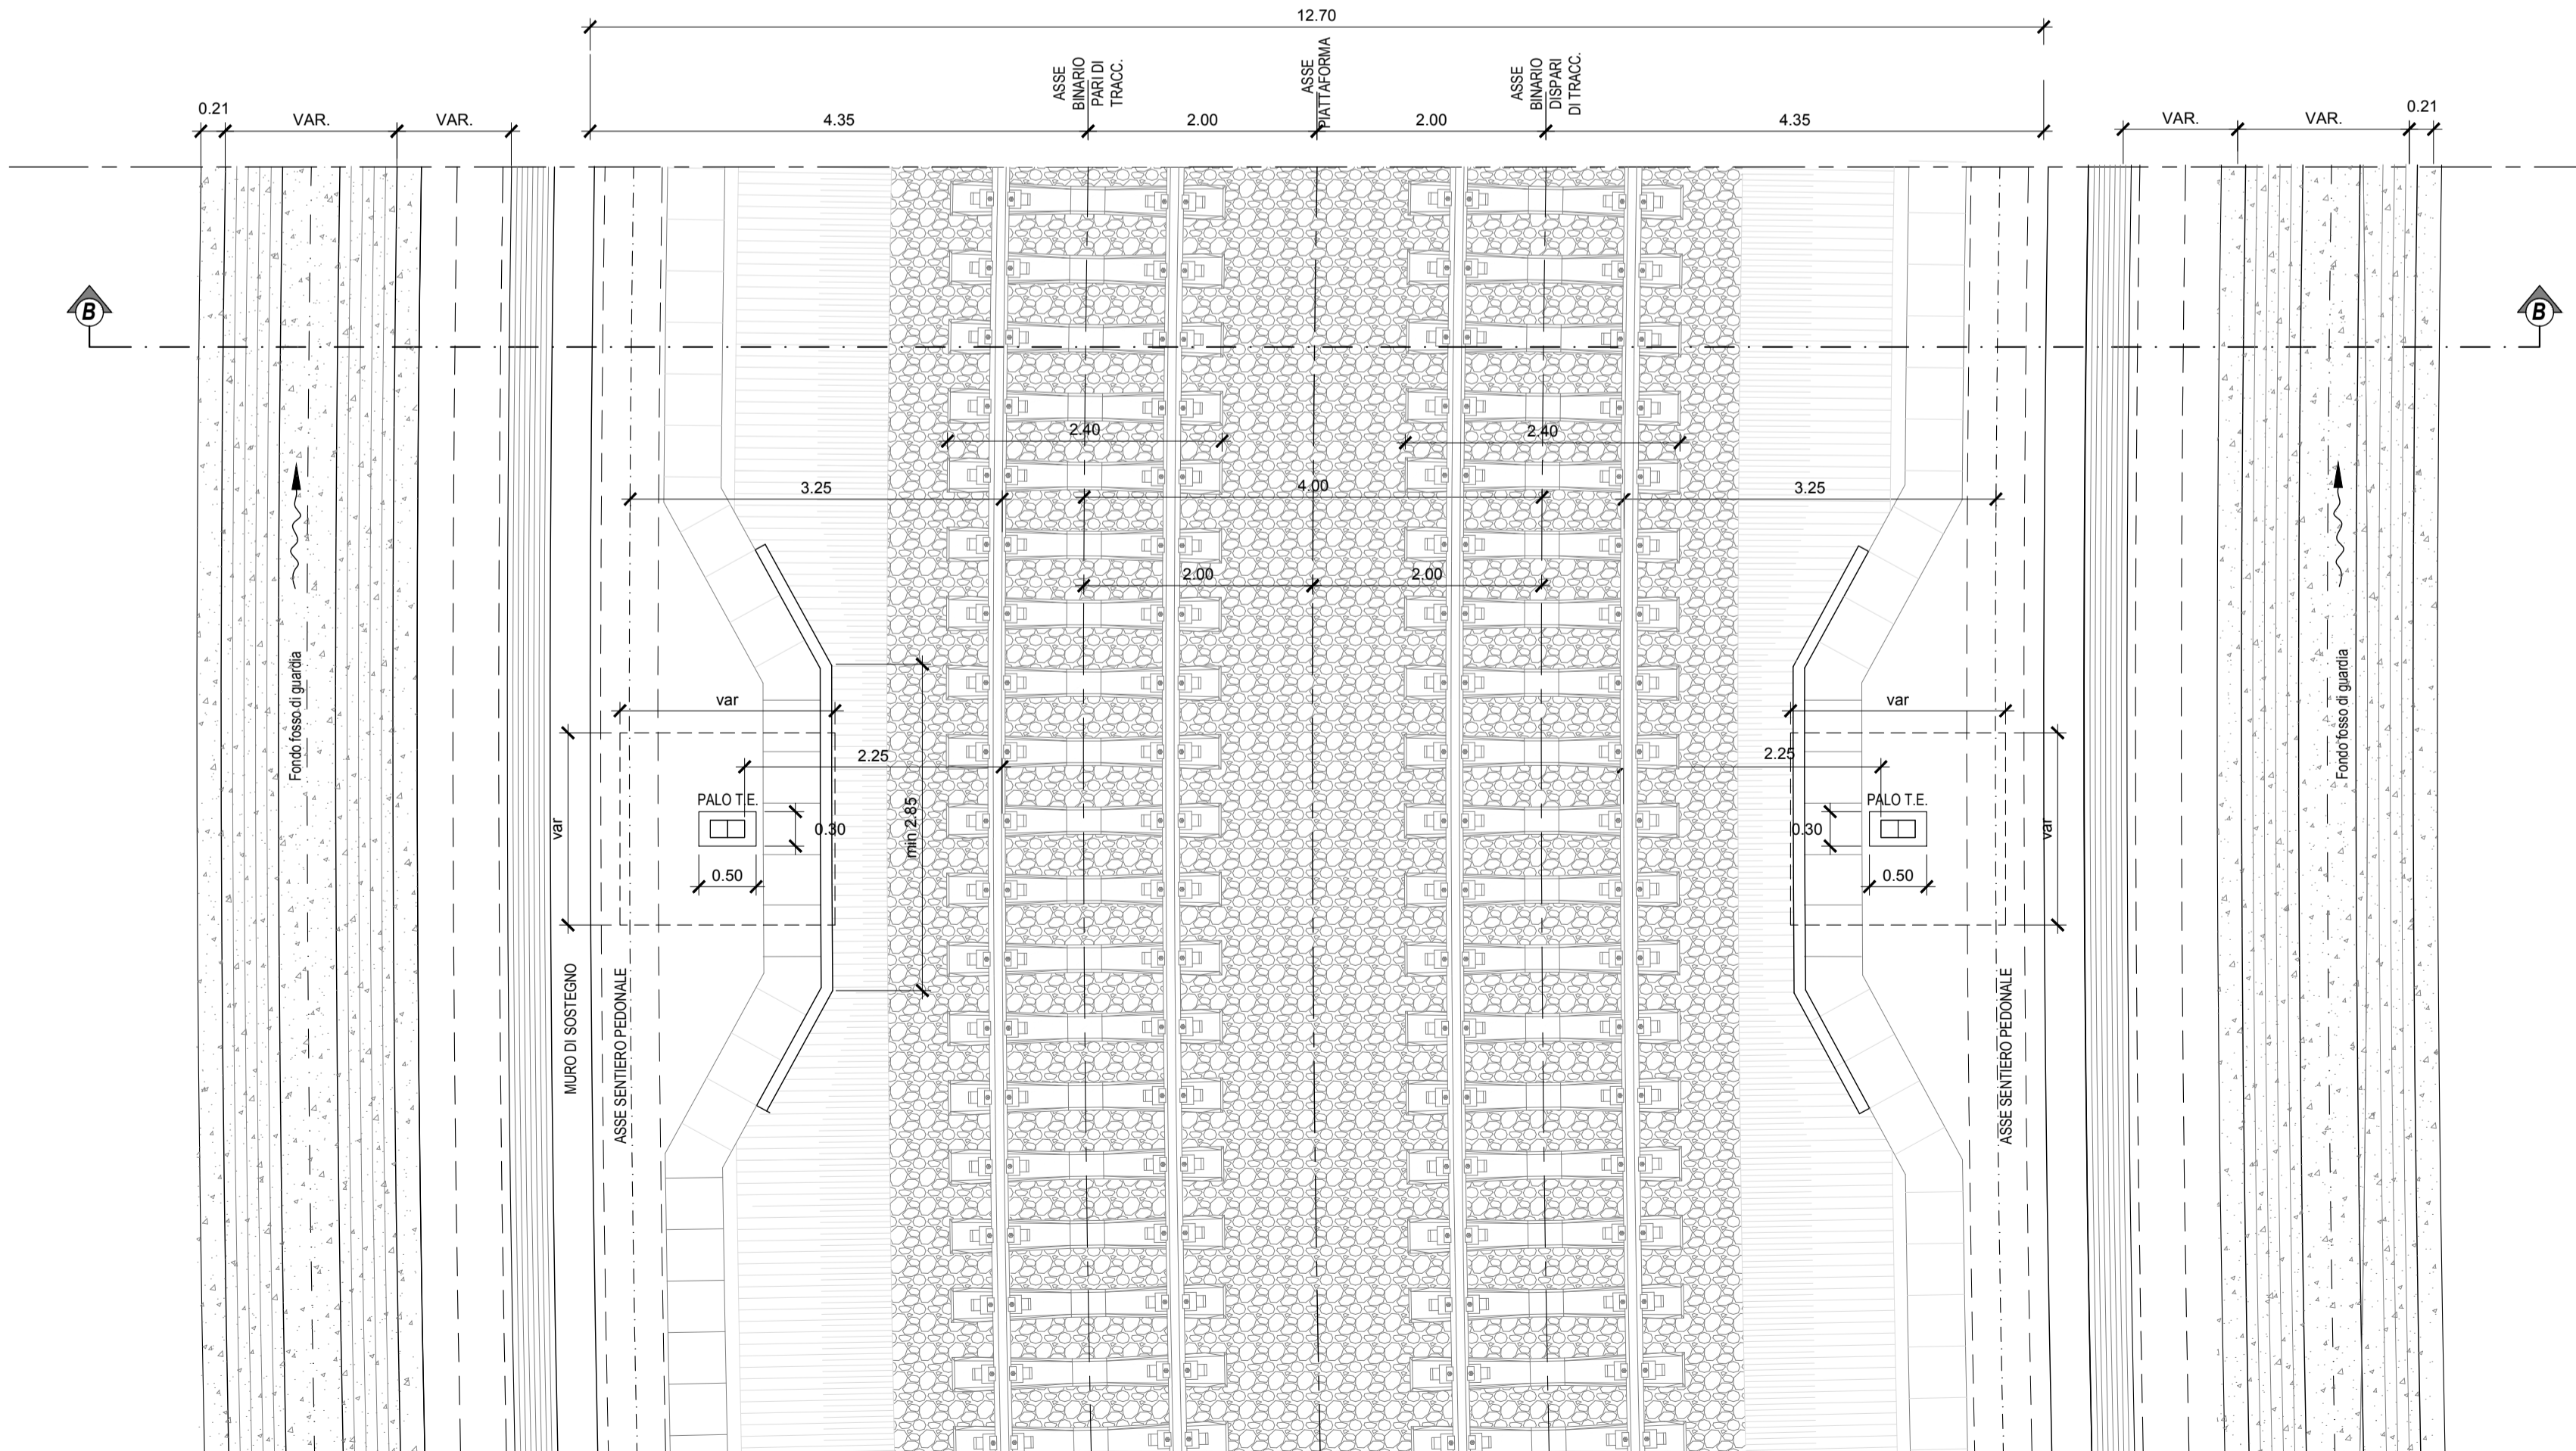 12.70
ASSE
BINARIO
PARI DI
TRACC.
ASSE
PIATTAFORMA
ASSE
BINARIO
DISPARI
DI TRACC.
0.21
VAR.
VAR.
4.35
2.00
2.00
4.35
VAR.
VAR.
0.21
B
B
2.40
2.40
3.25
4.00
3.25
2.00
2.00
Fondo fosso di guardia
Fondo fosso di guardia
var
var
2.25
2.25
PALO T.E.
PALO T.E.
var
0.30
min 2.85
0.30
var
0.50
0.50
MURO DI SOSTEGNO
ASSE SENTIERO PEDONALE
ASSE SENTIERO PEDONALE